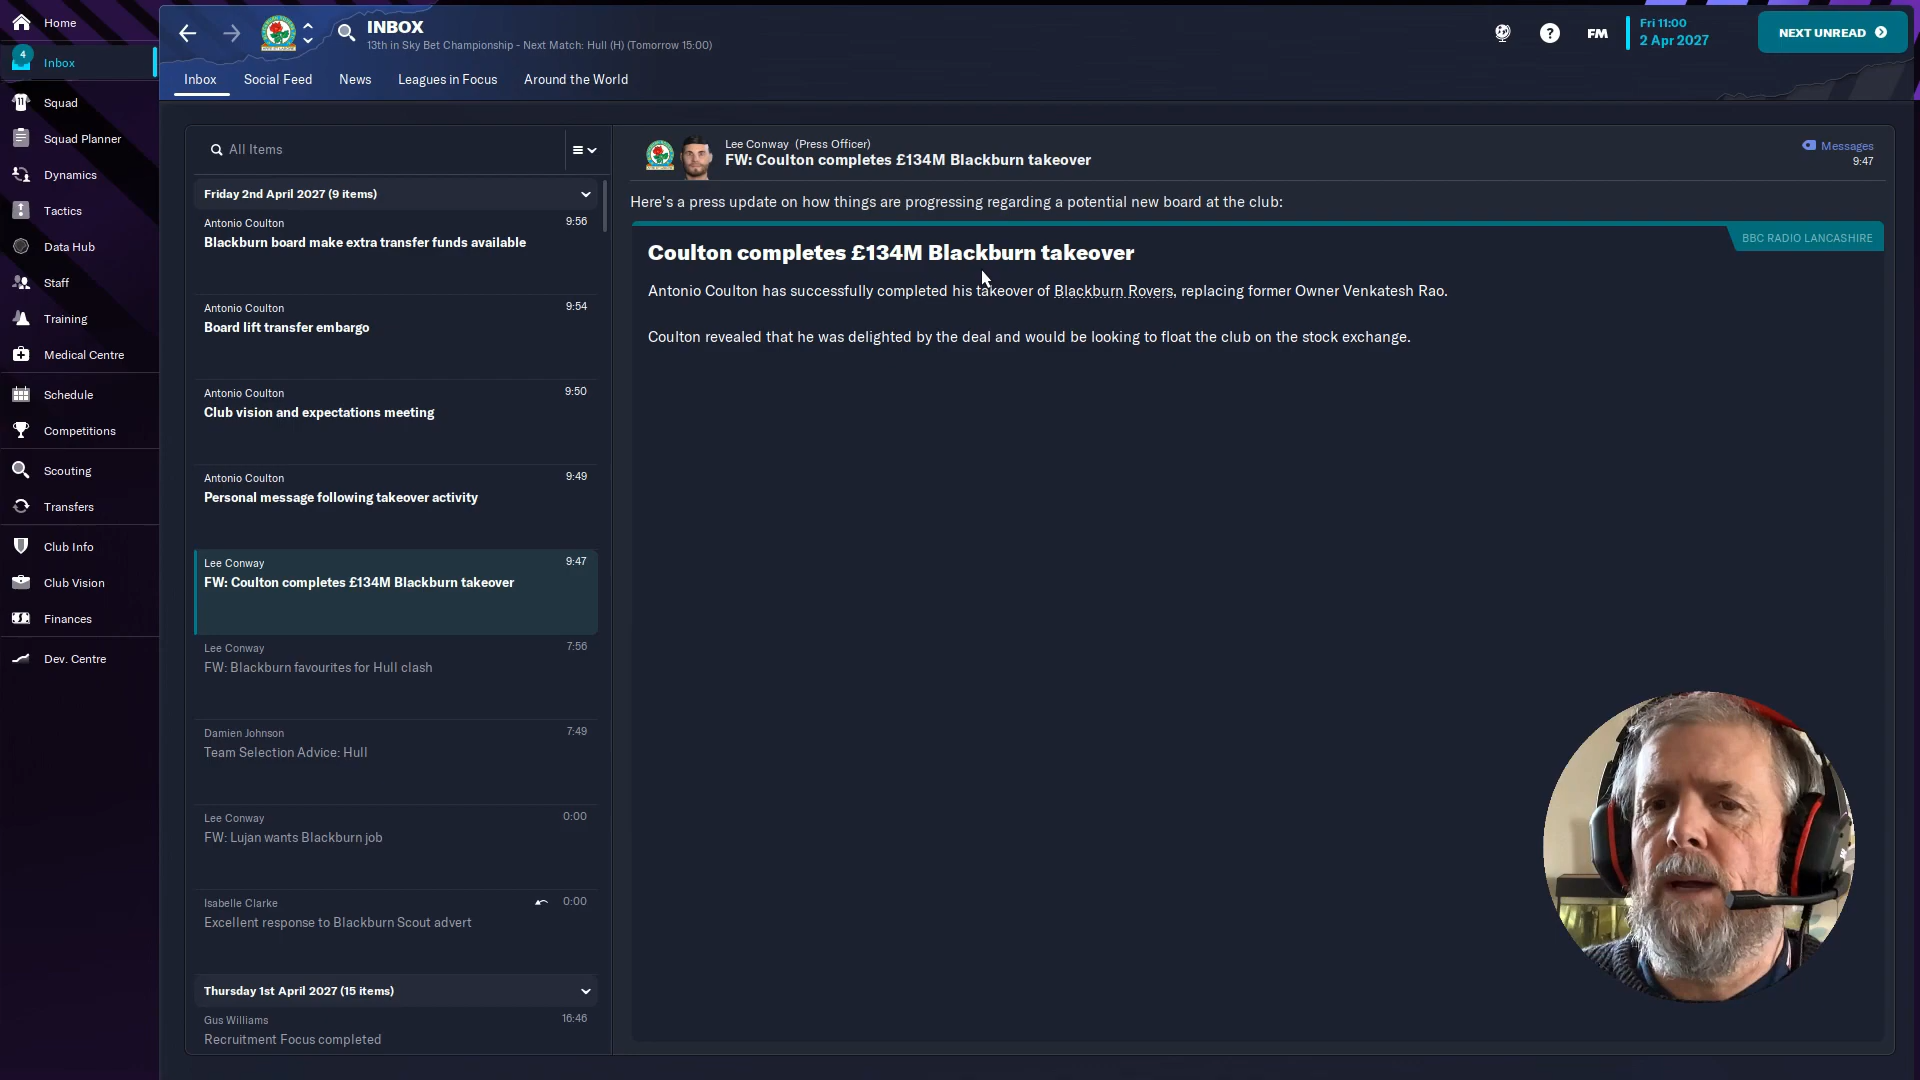 Home
4
Inbox
11
Squad
Squad Planner
Dynamics
Tactics
Data Hub
Staff
Training
Medical Centre
Schedule
Competitions
Scouting
Transfers
Club Info
Club Vision
Finances
Dev. Centre
INBOX
13th in Sky Bet Championship - Next Match: Hull (H) (Tomorrow 15:00)
?
FM
Fri 11:00
2 Apr 2027
NEXT UNREAD
Inbox
Social Feed
News
Leagues in Focus
Around the World
All Items
Friday 2nd April 2027 (9 items)
Antonio Coulton
9:56
Blackburn board make extra transfer funds available
Antonio Coulton
9:54
Board lift transfer embargo
Antonio Coulton
9:50
Club vision and expectations meeting
Antonio Coulton
9:49
Personal message following takeover activity
Lee Conway
9:47
FW: Coulton completes £134M Blackburn takeover
Lee Conway
7:56
FW: Blackburn favourites for Hull clash
Damien Johnson
7:49
Team Selection Advice: Hull
Lee Conway
0:00
FW: Lujan wants Blackburn job
Isabelle Clarke
0:00
Excellent response to Blackburn Scout advert
Thursday 1st April 2027 (15 items)
Gus Williams
16:46
Recruitment Focus completed
Lee Conway (Press Officer)
FW: Coulton completes £134M Blackburn takeover
Messages
9:47
Here's a press update on how things are progressing regarding a potential new board at the club:
BBC RADIO LANCASHIRE
Coulton completes £134M Blackburn takeover
Antonio Coulton has successfully completed his takeover of Blackburn Rovers, replacing former Owner Venkatesh Rao.
Coulton revealed that he was delighted by the deal and would be looking to float the club on the stock exchange.